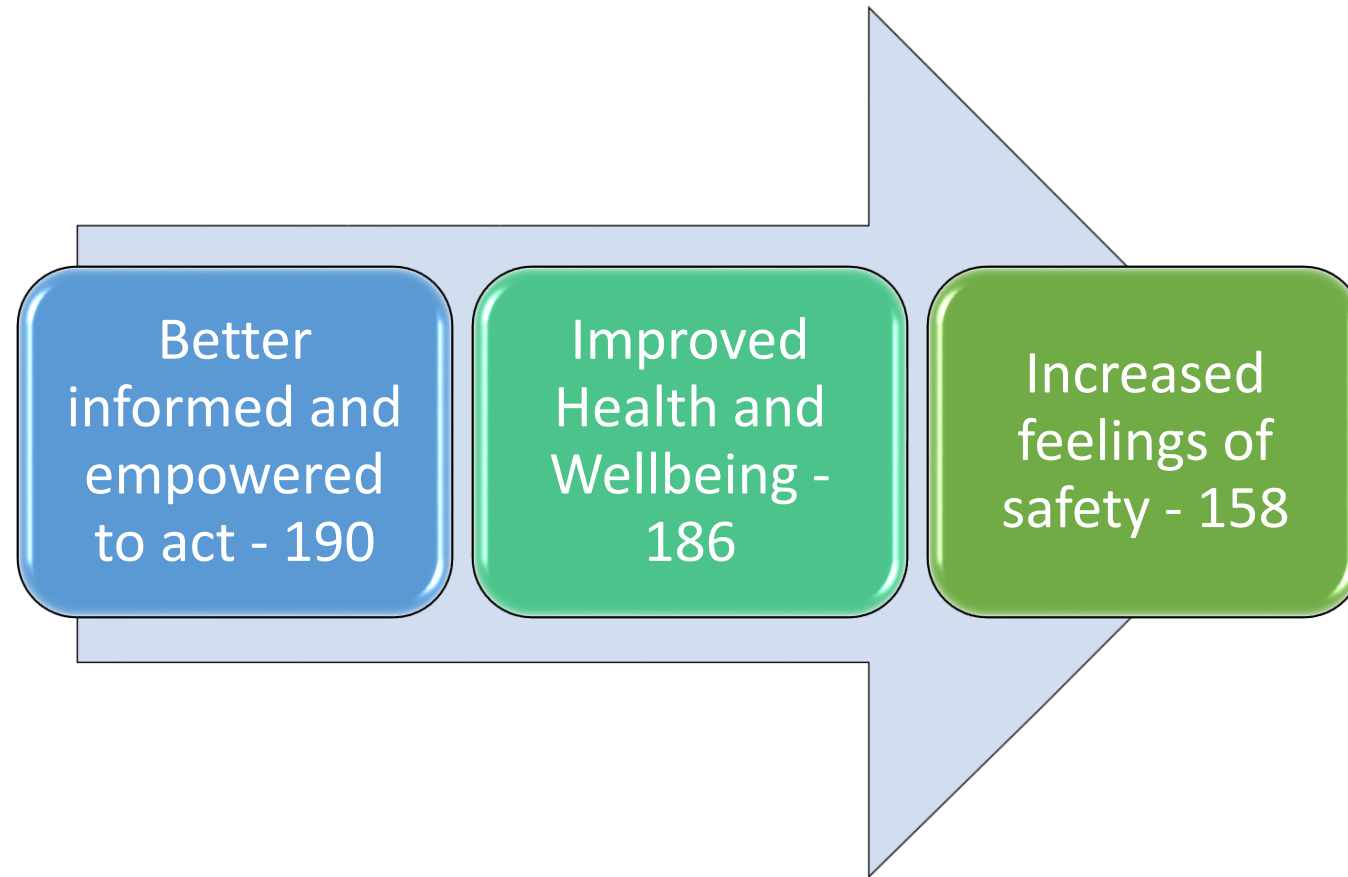 Better
informed and
empowered
to act - 190
Improved
Health and
Wellbeing -
186
Increased
feelings of
safety - 158